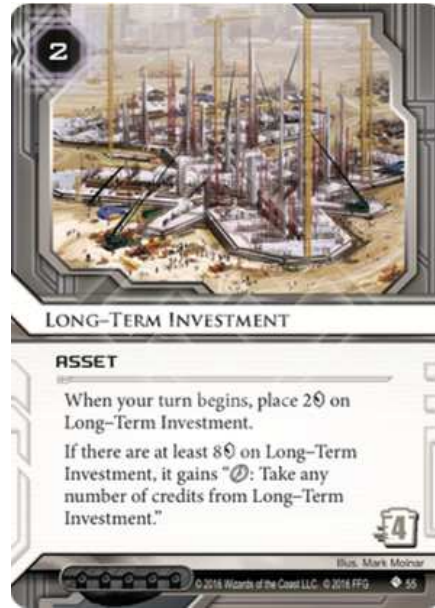 2
LONG–TERM INVESTMENT
ASSET
When your turn begins, place 2 on
Long–Term Investment.
If there are at least 8 on Long–Term
Investment, it gains “: Take any
number of credits from Long–Term
Investment.”
4
Illus. Mark Molnar
© 2016 Wizards of the Coast LLC. © 2016 FFG
55